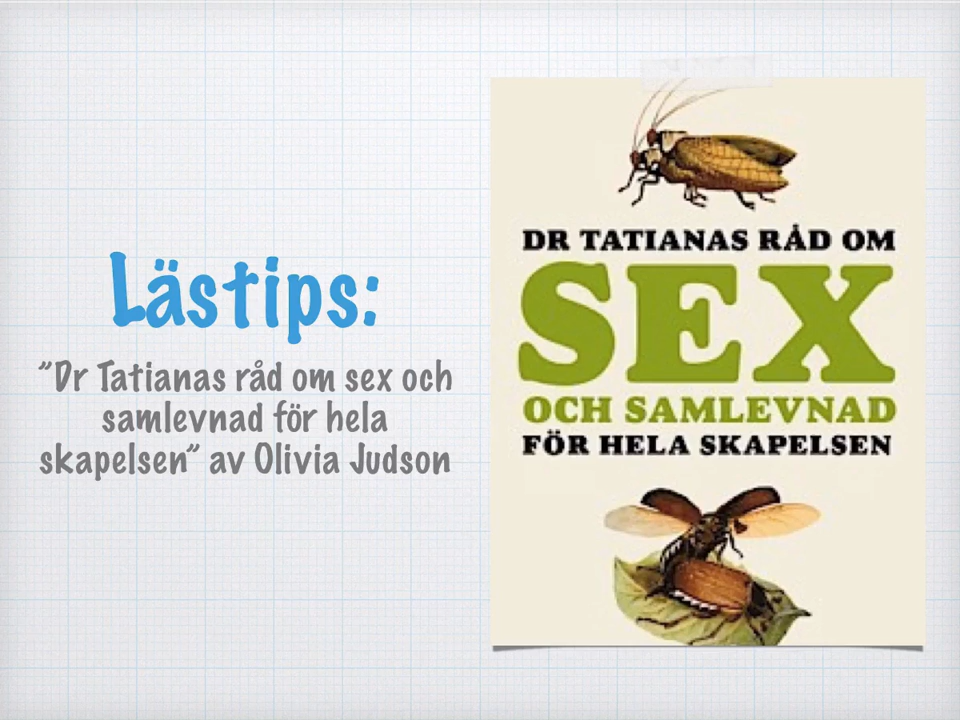 Lästips:
”Dr Tatianas råd om sex och
samlevnad för hela
skapelsen” av Olivia Judson
DR TATIANAS RÅD OM
SEX
OCH SAMLEVNAD
FÖR HELA SKAPELSEN